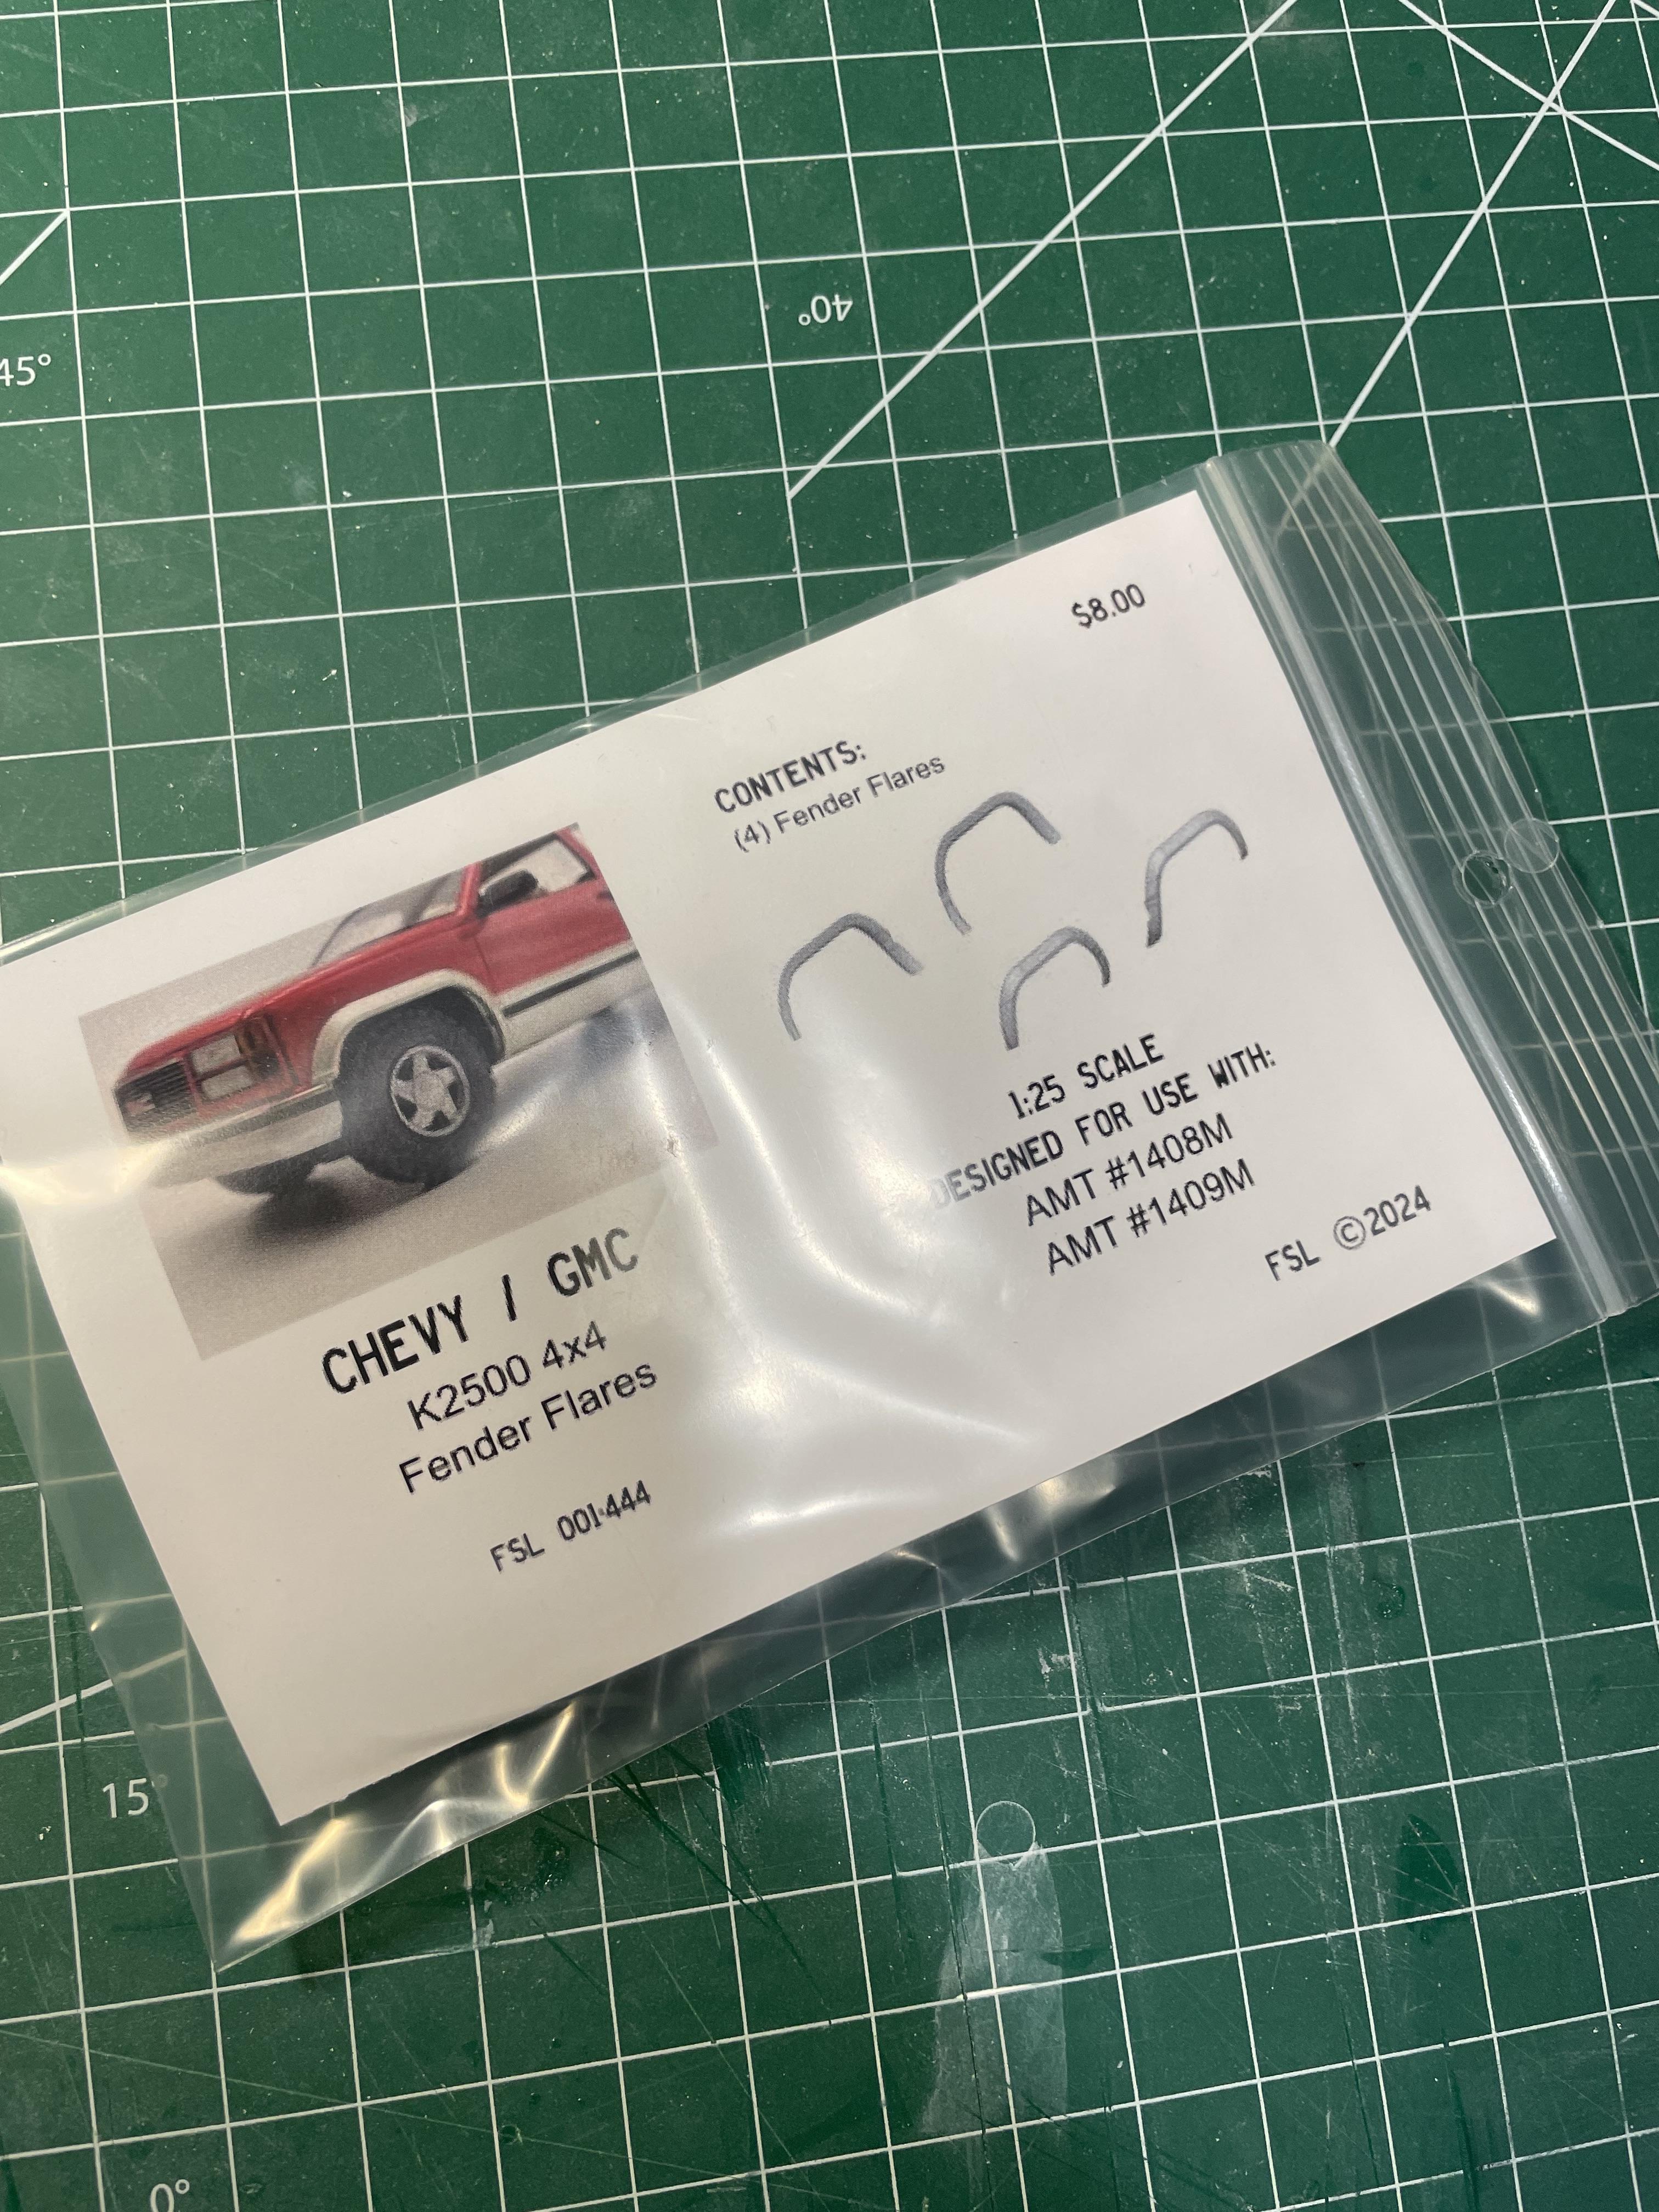 45°
40°
$8.00
CONTENTS:
(4) Fender Flares
1:25 SCALE
DESIGNED FOR USE WITH:
AMT #1408M
AMT #1409M
FSL ©2024
CHEVY / GMC
K2500 4x4
Fender Flares
FSL 001-444
15°
0°